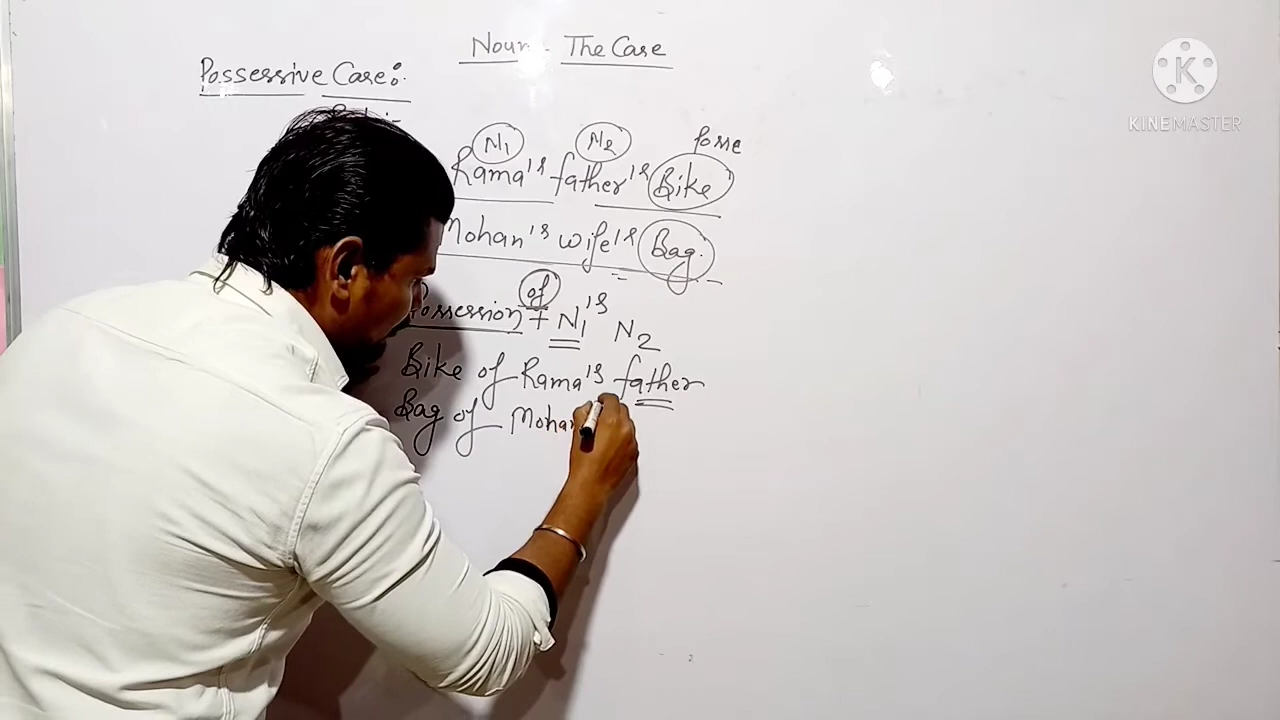 Noun - The Case
Possessive Case :-
N1 N2 Posse
Rama's father's Bike
Mohan's wife's Bag.
of
Possession + N1's N2
Bike of Rama's father
Bag of Mohan
KINEMASTER